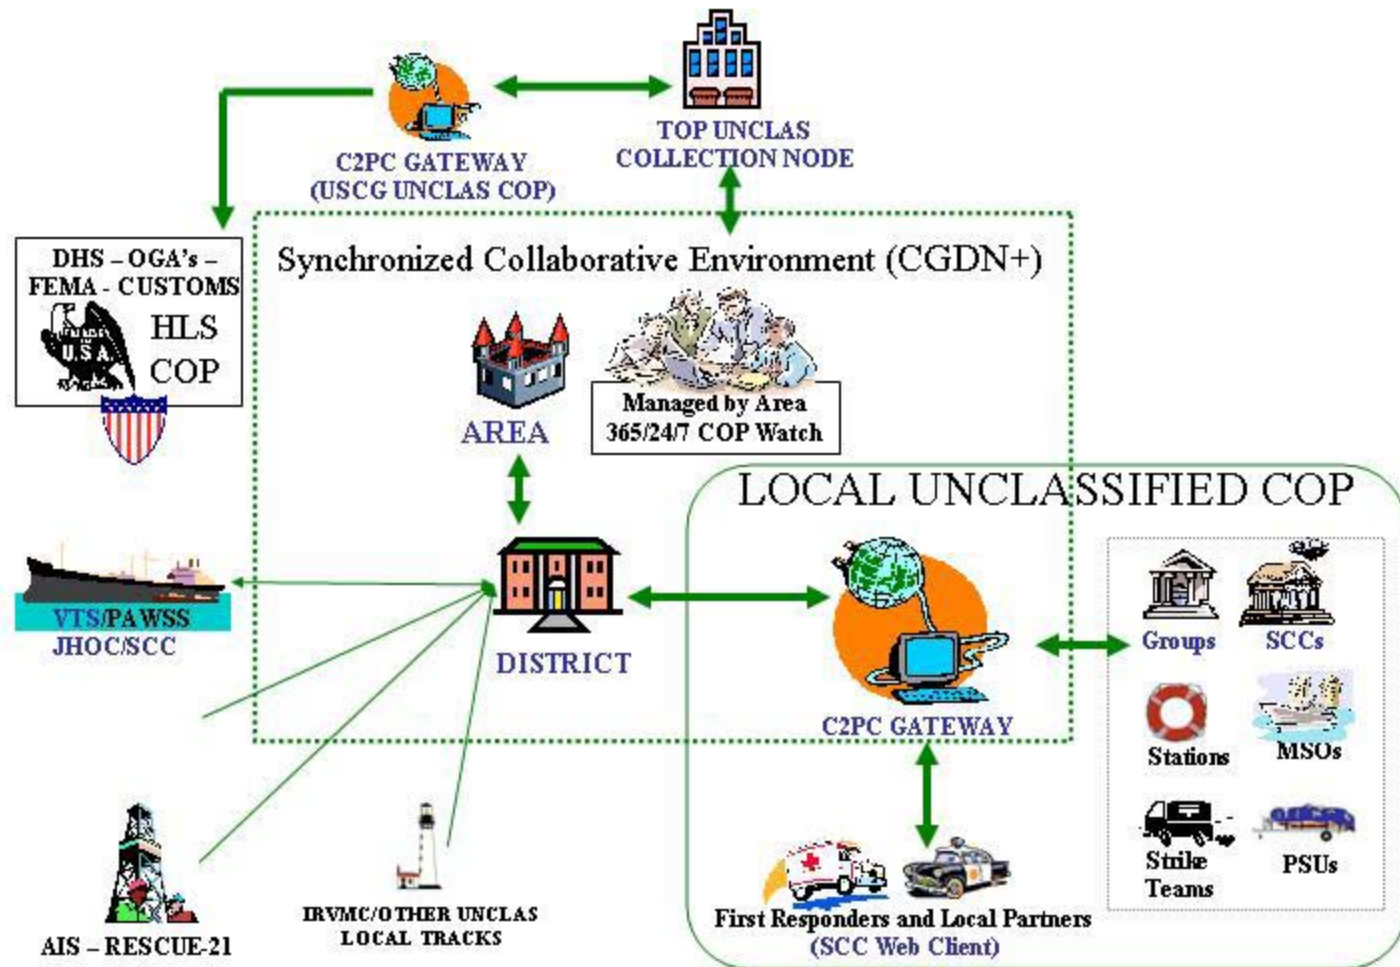 TOP UNCLAS
COLLECTION NODE
C2PC GATEWAY
(USCG UNCLAS COP)
DHS – OGA's –
FEMA - CUSTOMS
HLS
COP
U.S.A.
Synchronized Collaborative Environment (CGDN+)
AREA
Managed by Area
365/24/7 COP Watch
LOCAL UNCLASSIFIED COP
VTS/PAWSS
JHOC/SCC
DISTRICT
C2PC GATEWAY
Groups
SCCs
Stations
MSOs
Strike
Teams
PSUs
AIS – RESCUE-21
IRVMC/OTHER UNCLAS
LOCAL TRACKS
First Responders and Local Partners
(SCC Web Client)